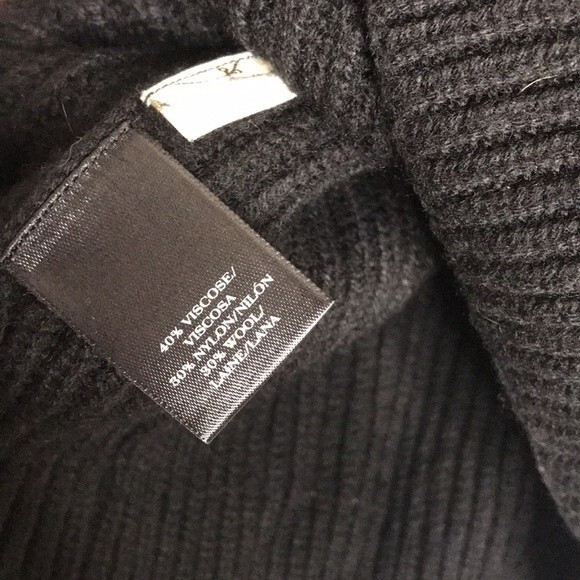 40% VISCOSE/
VISCOSA
30% NYLON/NILÓN
30% WOOL/
LAINE/LANA